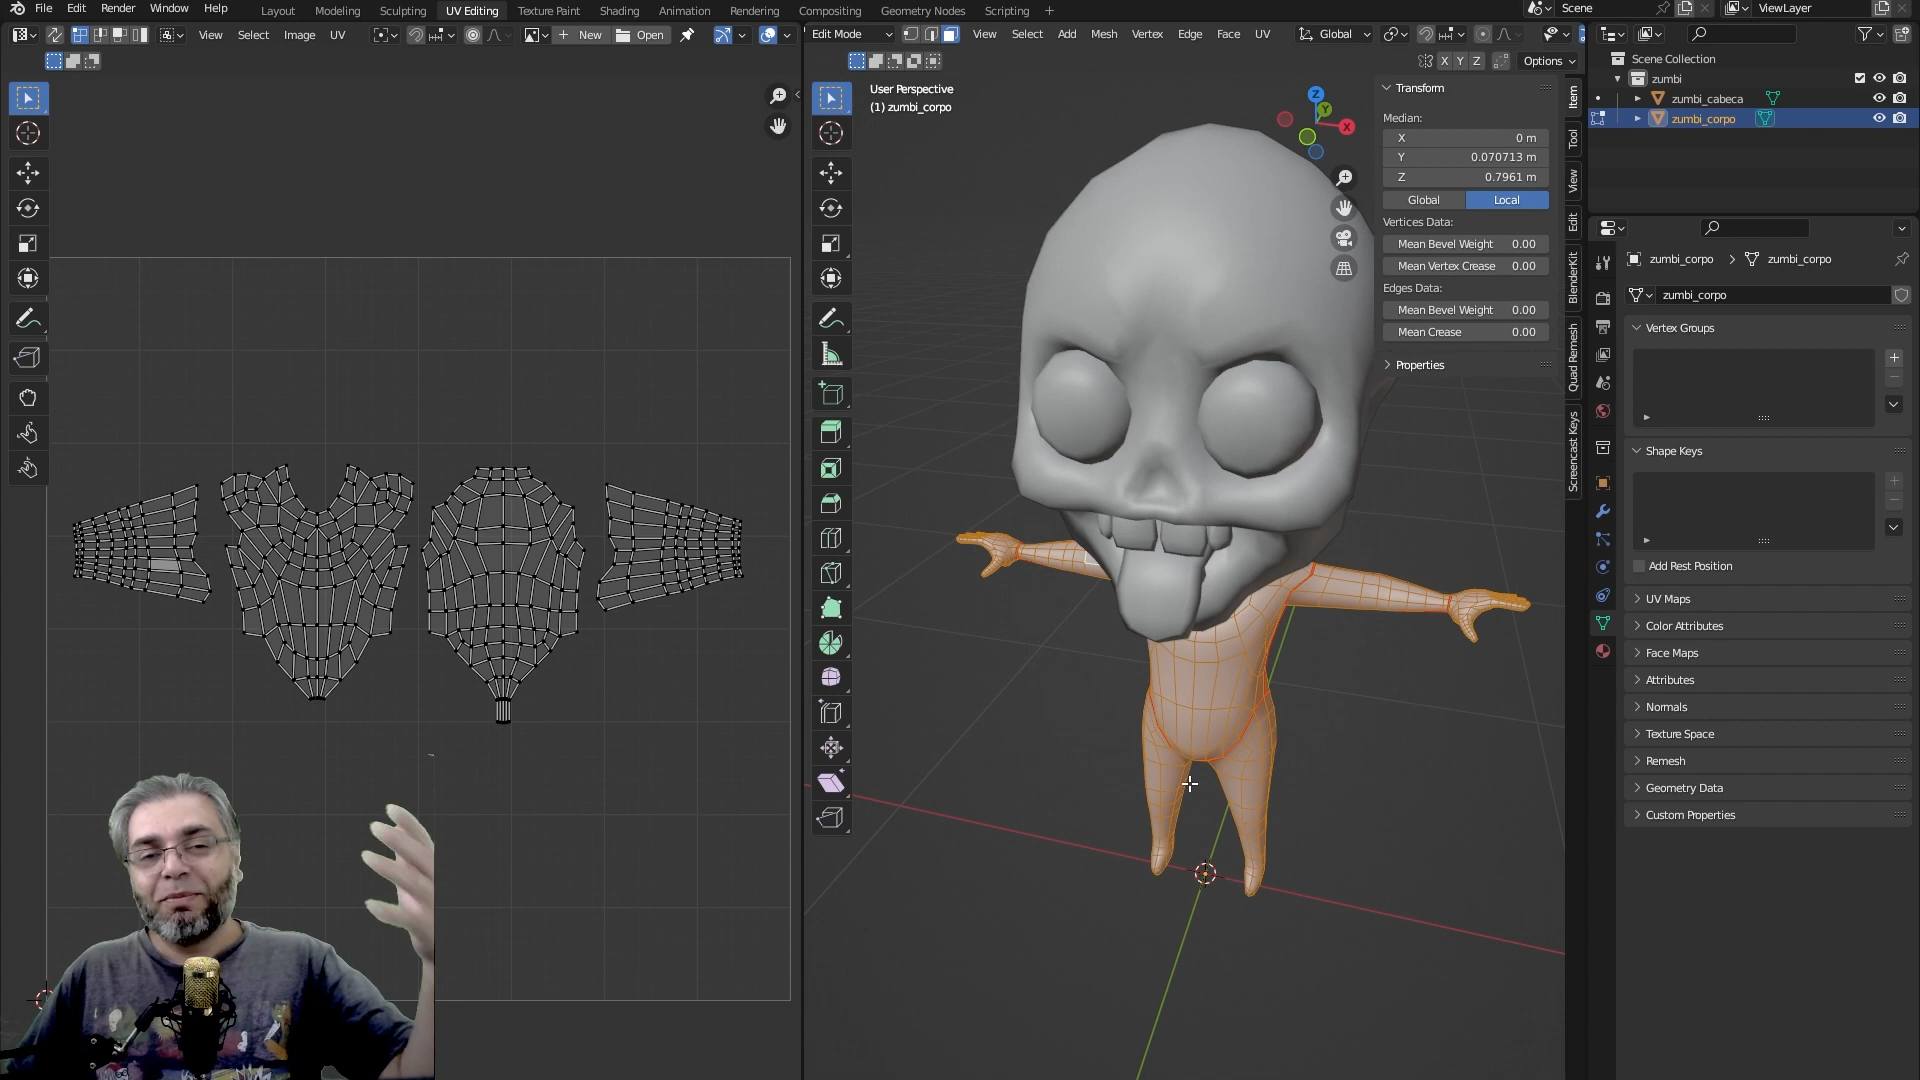 File Edit Render Window Help
Layout Modeling Sculpting UV Editing Texture Paint Shading Animation Rendering Compositing Geometry Nodes Scripting +
Scene
ViewLayer
View Select Image UV
New
Open
Edit Mode
View Select Add Mesh Vertex Edge Face UV
Global
X Y Z
Options
User Perspective
(1) zumbi_corpo
Z
Y
X
Transform
Median:
X 0 m
Y 0.070713 m
Z 0.7961 m
Global Local
Vertices Data:
Mean Bevel Weight 0.00
Mean Vertex Crease 0.00
Edges Data:
Mean Bevel Weight 0.00
Mean Crease 0.00
Properties
Item
Tool
View
Edit
BlenderKit
Quad Remesh
Screencast Keys
Scene Collection
zumbi
zumbi_cabeca
zumbi_corpo
zumbi_corpo > zumbi_corpo
zumbi_corpo
Vertex Groups
Shape Keys
Add Rest Position
UV Maps
Color Attributes
Face Maps
Attributes
Normals
Texture Space
Remesh
Geometry Data
Custom Properties